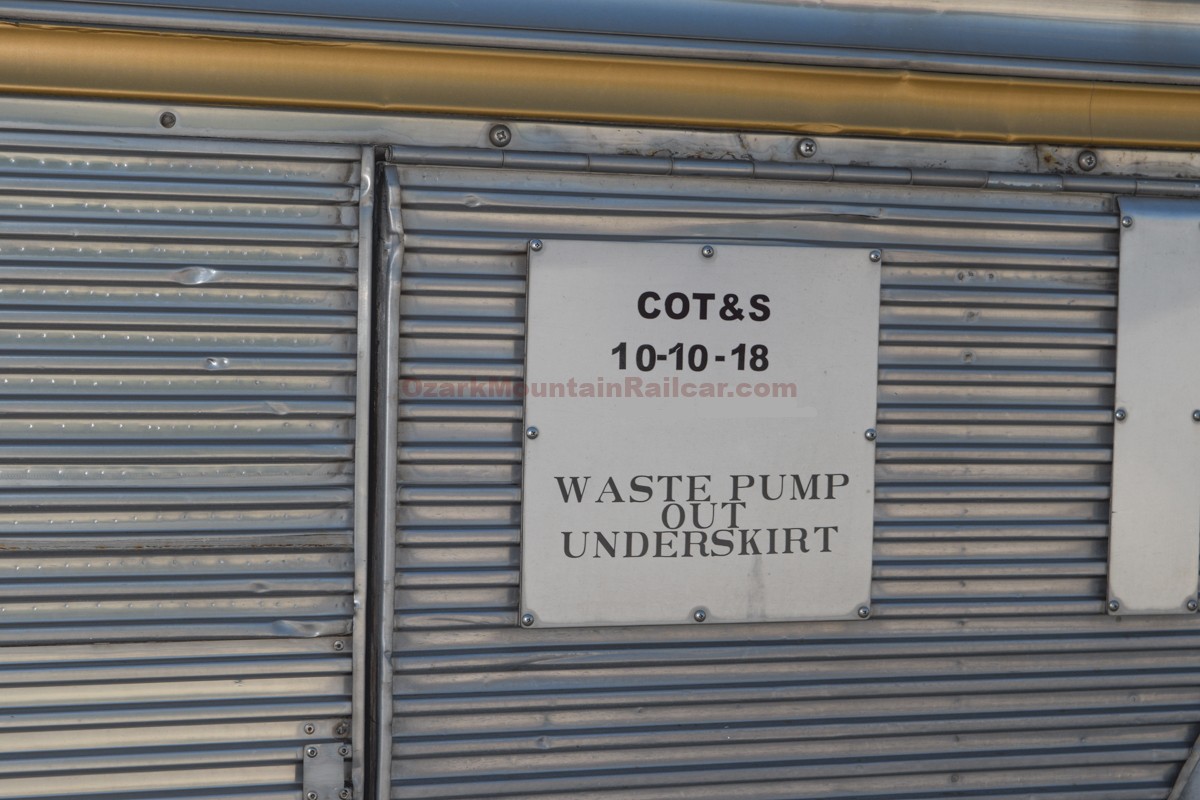 COT&S
10-10-18
OzarkMountainRailcar.com
WASTE PUMP
OUT
UNDERSKIRT